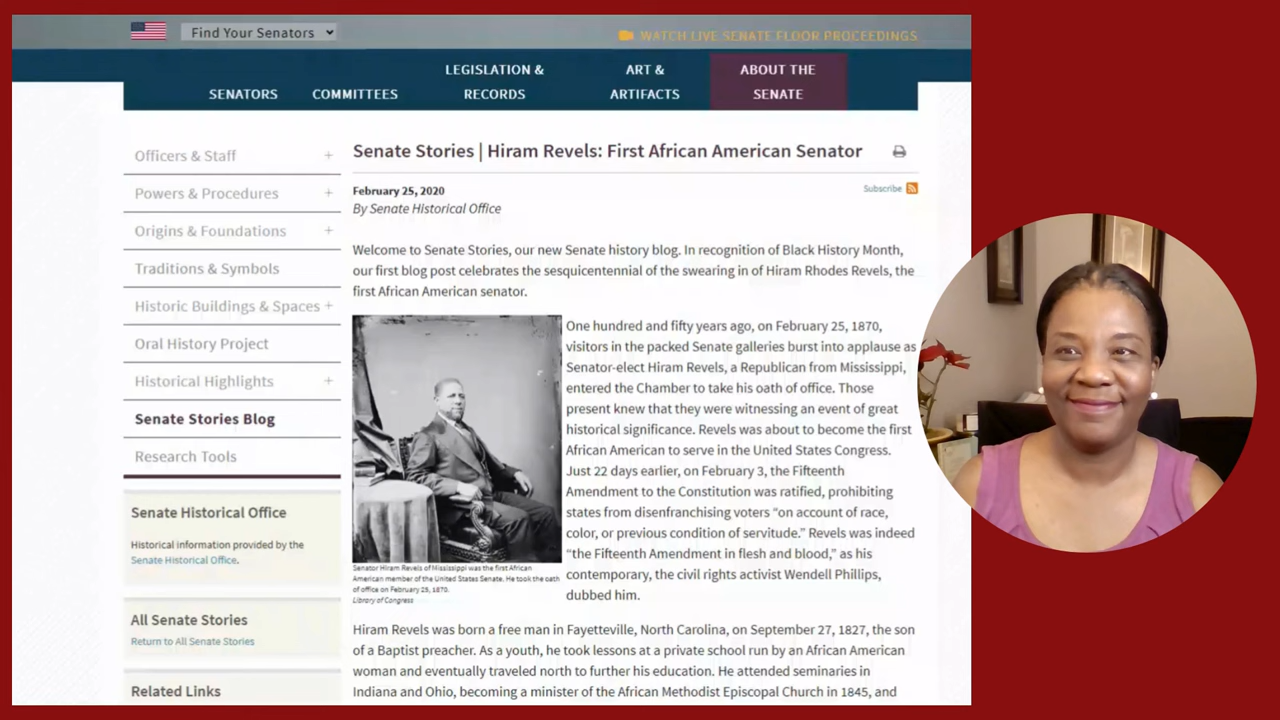 Find Your Senators
WATCH LIVE SENATE FLOOR PROCEEDINGS
SENATORS
COMMITTEES
LEGISLATION &
RECORDS
ART &
ARTIFACTS
ABOUT THE
SENATE
Officers & Staff +
Powers & Procedures +
Origins & Foundations +
Traditions & Symbols
Historic Buildings & Spaces +
Oral History Project
Historical Highlights +
Senate Stories Blog
Research Tools
Senate Historical Office
Historical information provided by the
Senate Historical Office.
All Senate Stories
Return to All Senate Stories
Related Links
Senate Stories | Hiram Revels: First African American Senator
February 25, 2020
Subscribe
By Senate Historical Office
Welcome to Senate Stories, our new Senate history blog. In recognition of Black History Month,
our first blog post celebrates the sesquicentennial of the swearing in of Hiram Rhodes Revels, the
first African American senator.
One hundred and fifty years ago, on February 25, 1870,
visitors in the packed Senate galleries burst into applause as
Senator-elect Hiram Revels, a Republican from Mississippi,
entered the Chamber to take his oath of office. Those
present knew that they were witnessing an event of great
historical significance. Revels was about to become the first
African American to serve in the United States Congress.
Just 22 days earlier, on February 3, the Fifteenth
Amendment to the Constitution was ratified, prohibiting
states from disenfranchising voters “on account of race,
color, or previous condition of servitude.” Revels was indeed
“the Fifteenth Amendment in flesh and blood,” as his
contemporary, the civil rights activist Wendell Phillips,
dubbed him.
Senator Hiram Revels of Mississippi was the first African
American member of the United States Senate. He took the oath
of office on February 25, 1870.
Library of Congress
Hiram Revels was born a free man in Fayetteville, North Carolina, on September 27, 1827, the son
of a Baptist preacher. As a youth, he took lessons at a private school run by an African American
woman and eventually traveled north to further his education. He attended seminaries in
Indiana and Ohio, becoming a minister of the African Methodist Episcopal Church in 1845, and